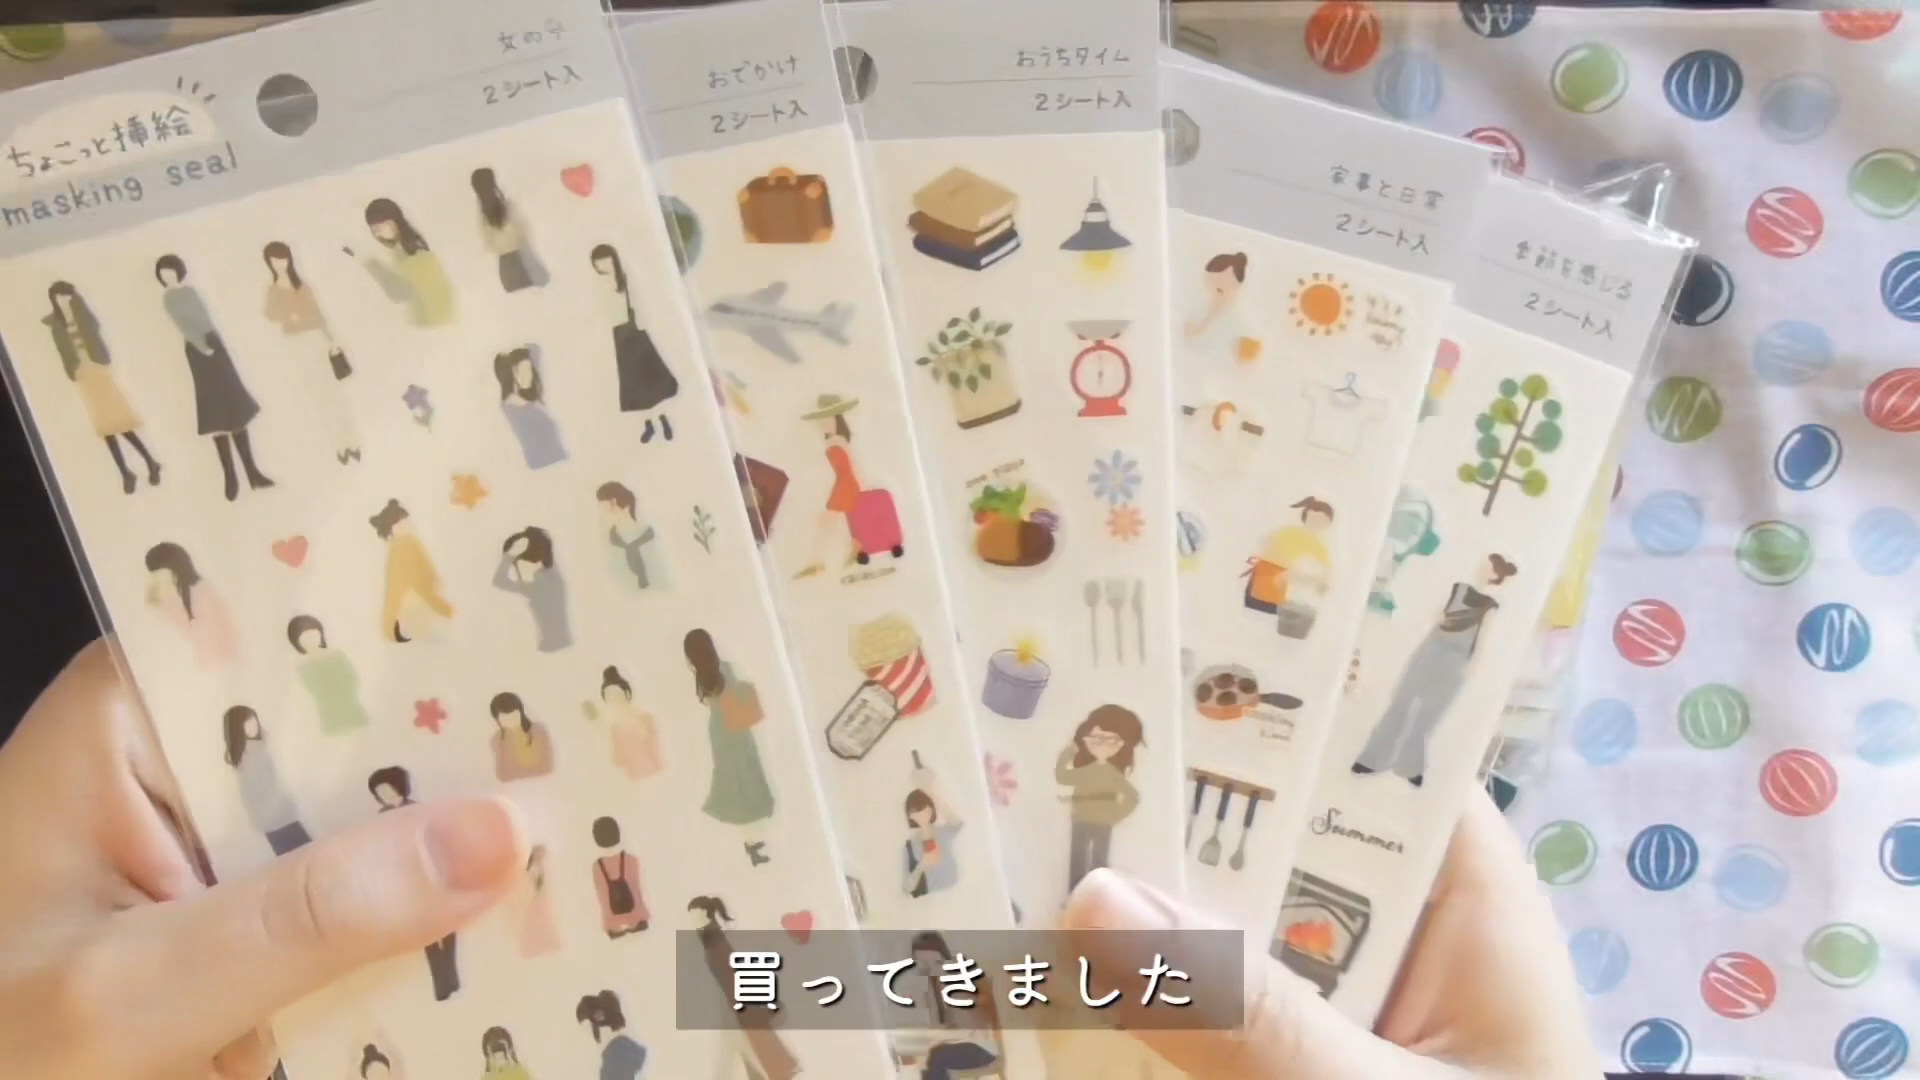 ちょこっと挿絵
masking seal
女の子
2シート入
おでかけ
2シート入
おうちタイム
2シート入
家事と日常
2シート入
季節を感じる
2シート入
Summer
買ってきました